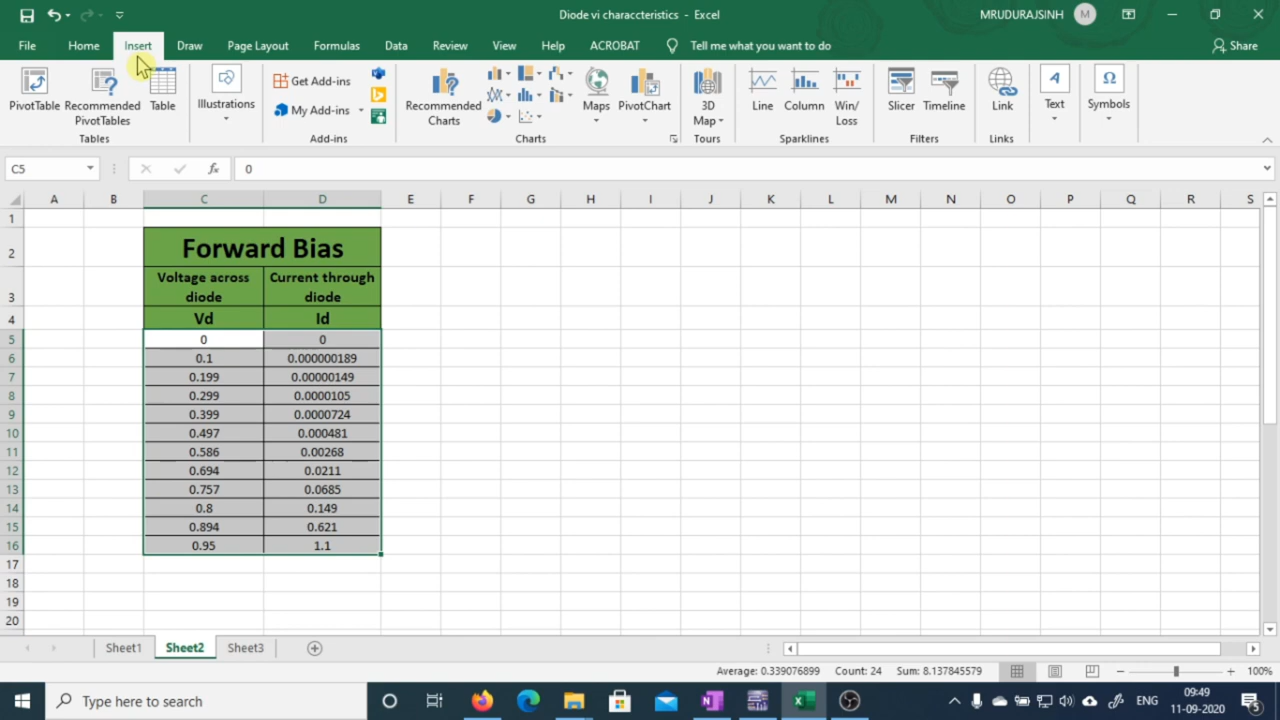 Diode vi characcteristics - Excel
MRUDURAJSINH
M
File
Home
Insert
Draw
Page Layout
Formulas
Data
Review
View
Help
ACROBAT
Tell me what you want to do
Share
PivotTable
Recommended
PivotTables
Table
Illustrations
Get Add-ins
My Add-ins
Recommended
Charts
Maps
PivotChart
3D
Map
Line
Column
Win/
Loss
Slicer
Timeline
Link
Text
Symbols
Tables
Add-ins
Charts
Tours
Sparklines
Filters
Links
C5
fx
0
A B C D E F G H I J K L M N O P Q R S
1
2 Forward Bias
Voltage across
diode
Current through
diode
3
4 Vd Id
5 0 0
6 0.1 0.000000189
7 0.199 0.00000149
8 0.299 0.0000105
9 0.399 0.0000724
10 0.497 0.000481
11 0.586 0.00268
12 0.694 0.0211
13 0.757 0.0685
14 0.8 0.149
15 0.894 0.621
16 0.95 1.1
17
18
19
20
Sheet1 Sheet2 Sheet3
Average: 0.339076899 Count: 24 Sum: 8.137845579
100%
Type here to search
ENG
09:49
11-09-2020
5